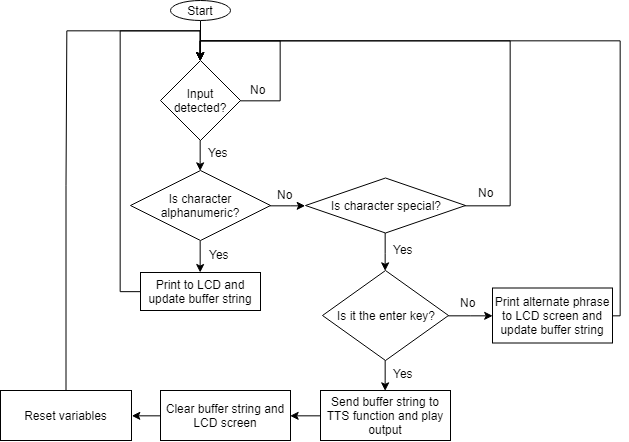 Start
Input
detected?
No
Yes
Is character
alphanumeric?
No
Is character special?
No
Yes
Yes
Print to LCD and
update buffer string
Is it the enter key?
No
Print alternate phrase
to LCD screen and
update buffer string
Yes
Send buffer string to
TTS function and play
output
Clear buffer string and
LCD screen
Reset variables